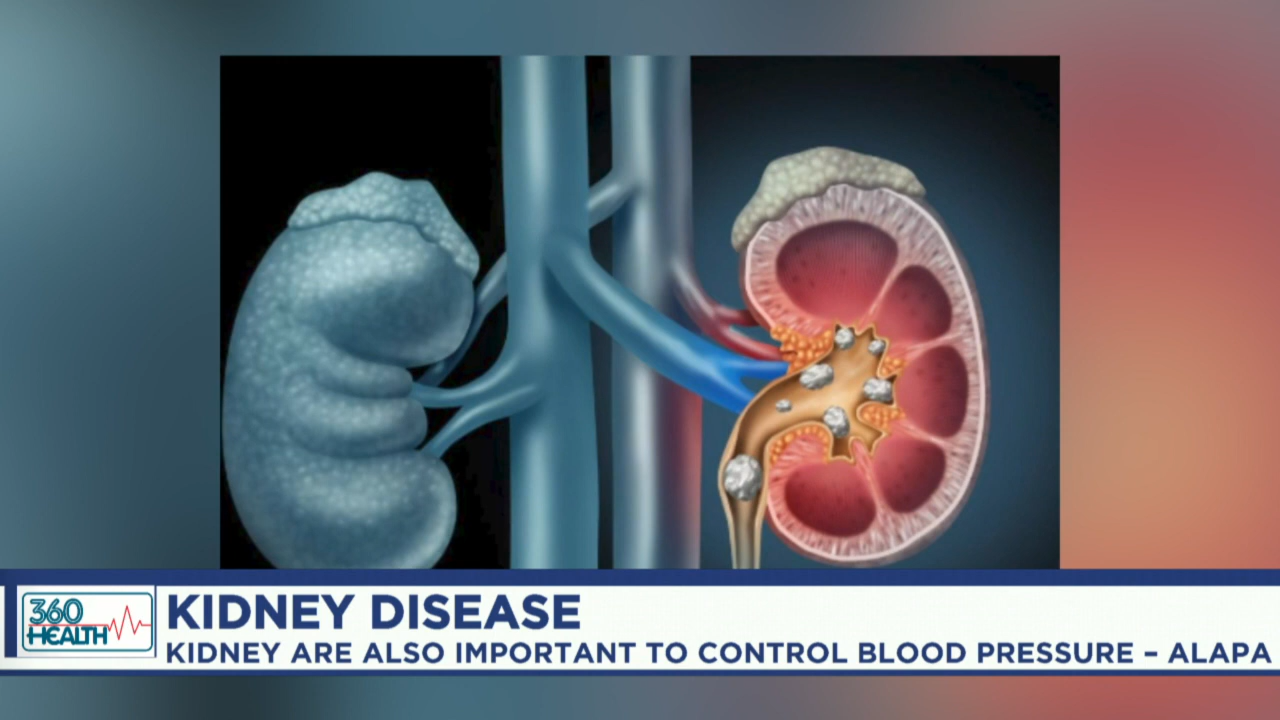 360
HEALTH
KIDNEY DISEASE
KIDNEY ARE ALSO IMPORTANT TO CONTROL BLOOD PRESSURE – ALAPA